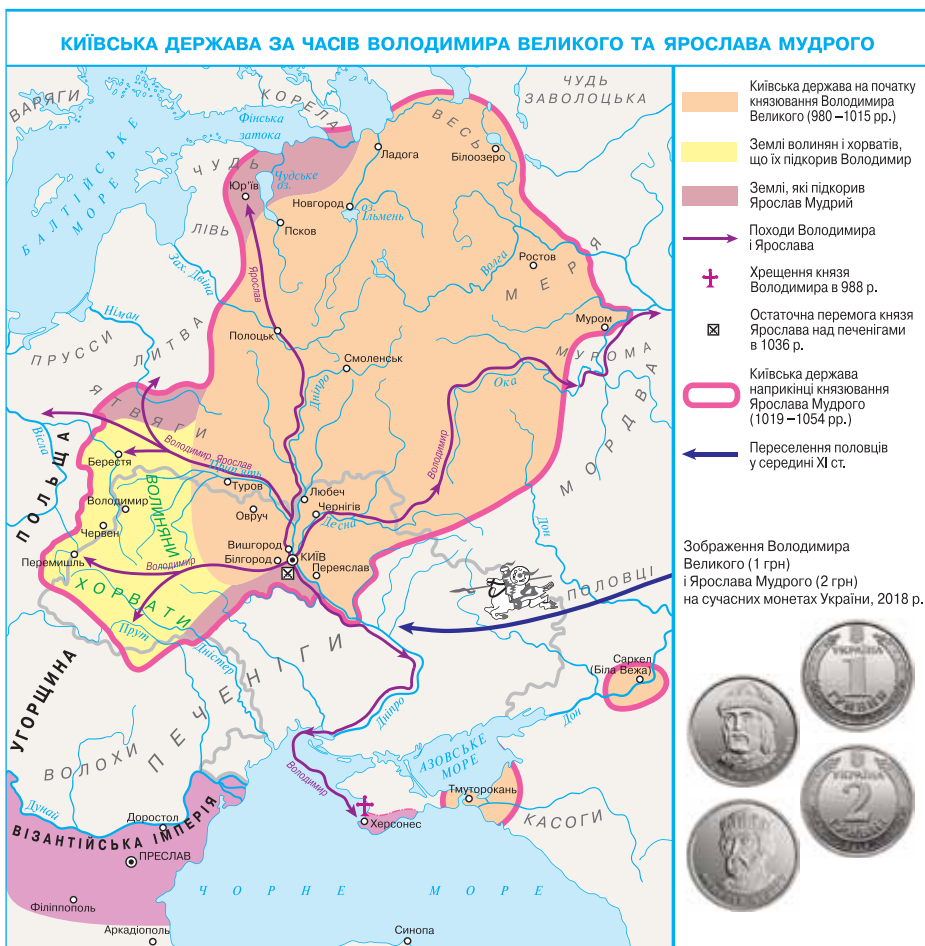 КИЇВСЬКА ДЕРЖАВА ЗА ЧАСІВ ВОЛОДИМИРА ВЕЛИКОГО ТА ЯРОСЛАВА МУДРОГО
ВАРЯГИ
КОРЕЛА
ЧУДЬ
ЗАВОЛОЦЬКА
Фінська
затока
ВЕСЬ
Ладога
Білоозеро
БАЛТІЙСЬКЕ
МОРЕ
ЧУДЬ
Чудське
оз.
Юр'їв
Новгород
оз.
Ільмень
Псков
ЛІВЬ
Зах. Двіна
Ярослав
Волга
Ростов
МЕРЯ
Німан
ЛИТВА
Полоцьк
Муром
ПРУССИ
Смоленськ
МУРОМА
Дніпро
Ока
ЯТВЯГИ
МОРДВА
Вісла
ПОЛЬЩА
Володимир, Ярослав
Володимир
Берестя
Прип'ять
Туров
Любеч
ВОЛИНЯНИ
Володимир
Овруч
Чернігів
Десна
Дон
Червен
Вишгород
КИЇВ
Перемишль
Володимир
Білгород
Переяслав
ХОРВАТИ
ПОЛОВЦІ
Прут
Дністер
Саркел
(Біла Вежа)
УГОРЩИНА
ПЕЧЕНІГИ
Дніпро
Дон
ВОЛОХИ
АЗОВСЬКЕ
МОРЕ
Володимир
Тмуторокань
Дунай
Доростол
Херсонес
КАСОГИ
ВІЗАНТІЙСЬКА ІМПЕРІЯ
ПРЕСЛАВ
ЧОРНЕ МОРЕ
Філіппополь
Аркадіополь
Синопа
Київська держава на початку
князювання Володимира
Великого (980 –1015 рр.)
Землі волинян і хорватів,
що їх підкорив Володимир
Землі, які підкорив
Ярослав Мудрий
Походи Володимира
і Ярослава
Хрещення князя
Володимира в 988 р.
Остаточна перемога князя
Ярослава над печенігами
в 1036 р.
Київська держава
наприкінці князювання
Ярослава Мудрого
(1019 –1054 рр.)
Переселення половців
у середині XI ст.
Зображення Володимира
Великого (1 грн)
і Ярослава Мудрого (2 грн)
на сучасних монетах України, 2018 р.
УКРАЇНА
1
ГРИВНЯ
УКРАЇНА
2